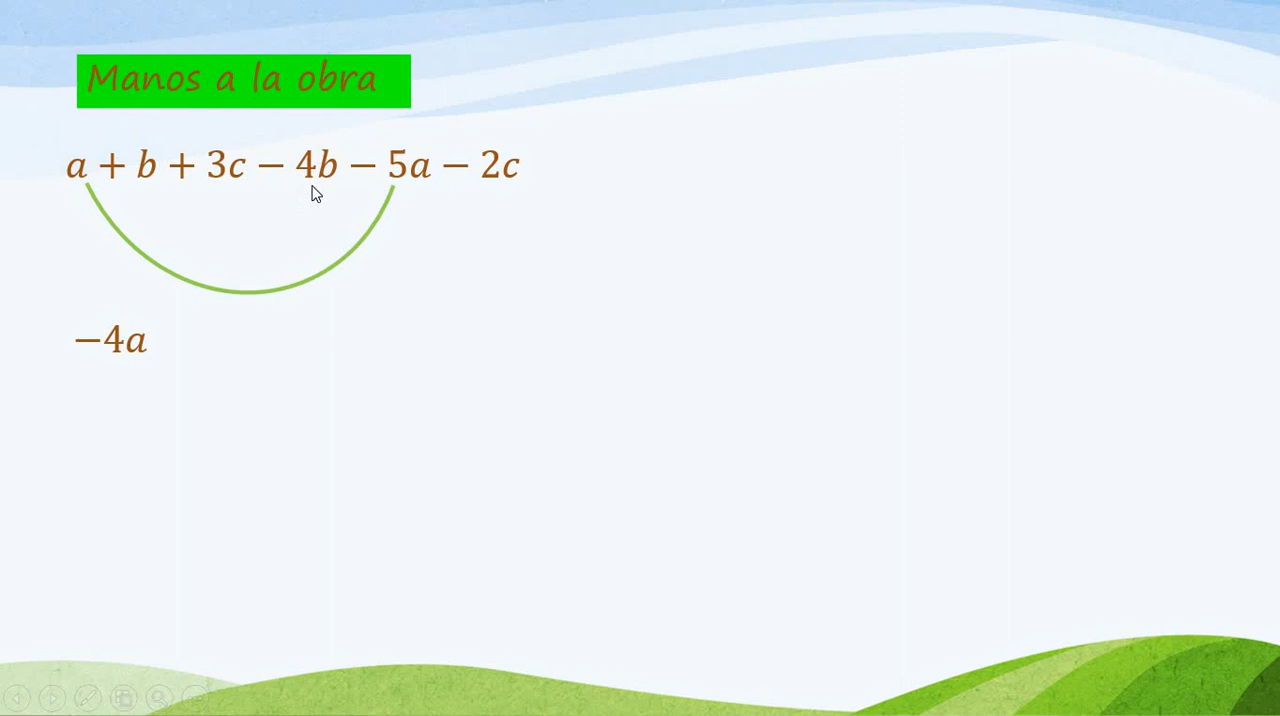 Manos a la obra
a + b + 3c − 4b − 5a − 2c
−4a